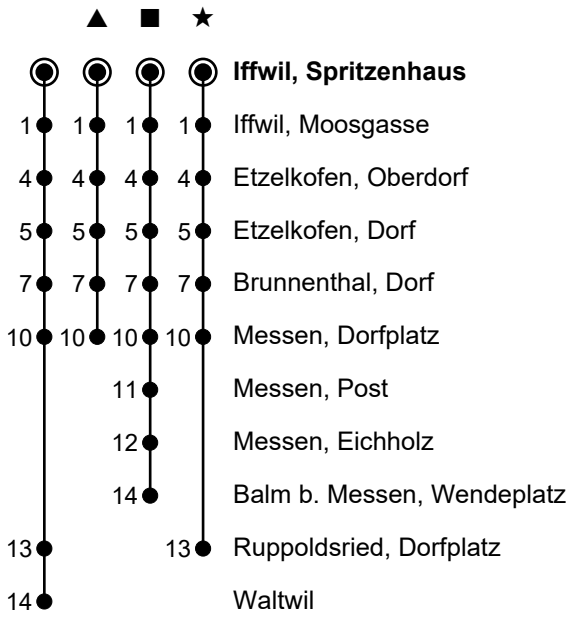 ▲ ■ ★
Iffwil, Spritzenhaus
1 1 1 1 Iffwil, Moosgasse
4 4 4 4 Etzelkofen, Oberdorf
5 5 5 5 Etzelkofen, Dorf
7 7 7 7 Brunnenthal, Dorf
10 10 10 10 Messen, Dorfplatz
11 Messen, Post
12 Messen, Eichholz
14 Balm b. Messen, Wendeplatz
13 13 Ruppoldsried, Dorfplatz
14 Waltwil